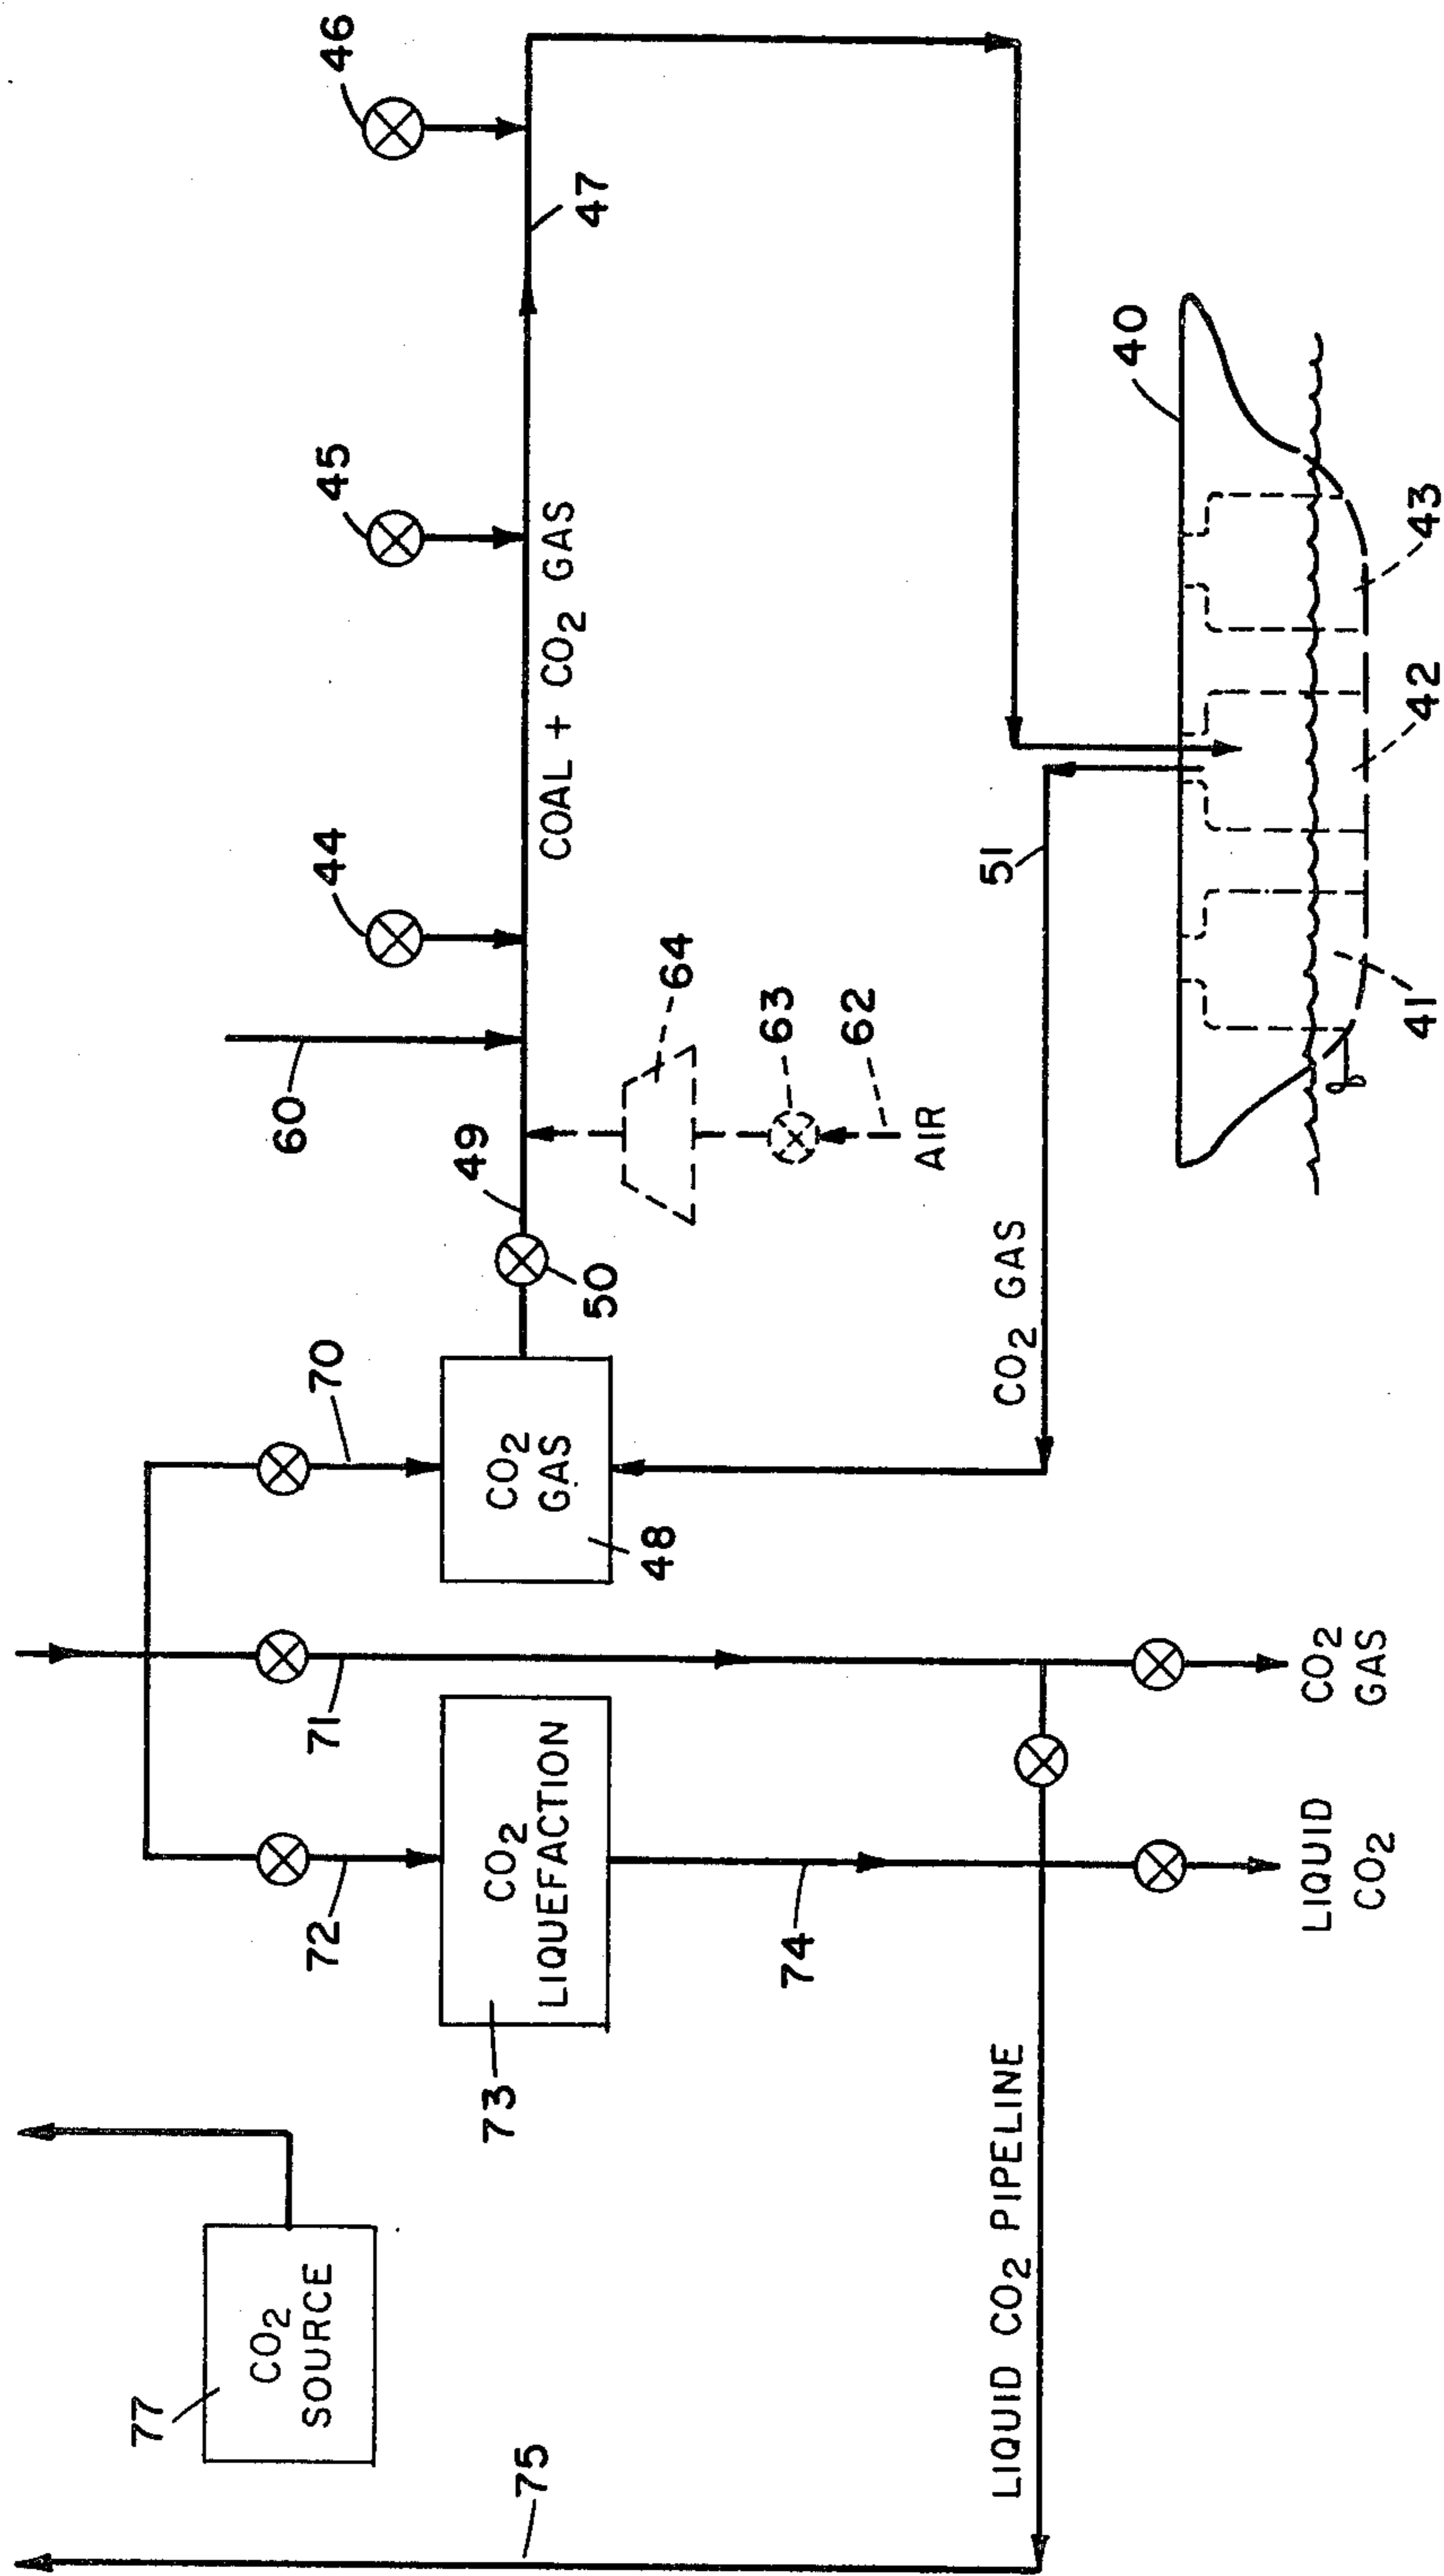 46
47
45
COAL + CO2 GAS
44
60
64
63
62
AIR
49
50
70
CO2
GAS
48
71
72
CO2
LIQUEFACTION
73
74
CO2
SOURCE
77
75
LIQUID CO2 PIPELINE
CO2
GAS
LIQUID
CO2
CO2 GAS
51
40
41
42
43